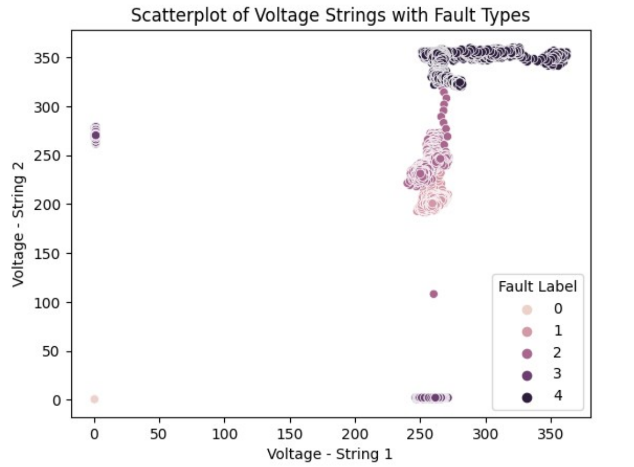 Scatterplot of Voltage Strings with Fault Types
350
300
250
200
150
100
50
0
Voltage - String 2
0 50 100 150 200 250 300 350
Voltage - String 1
Fault Label
0
1
2
3
4